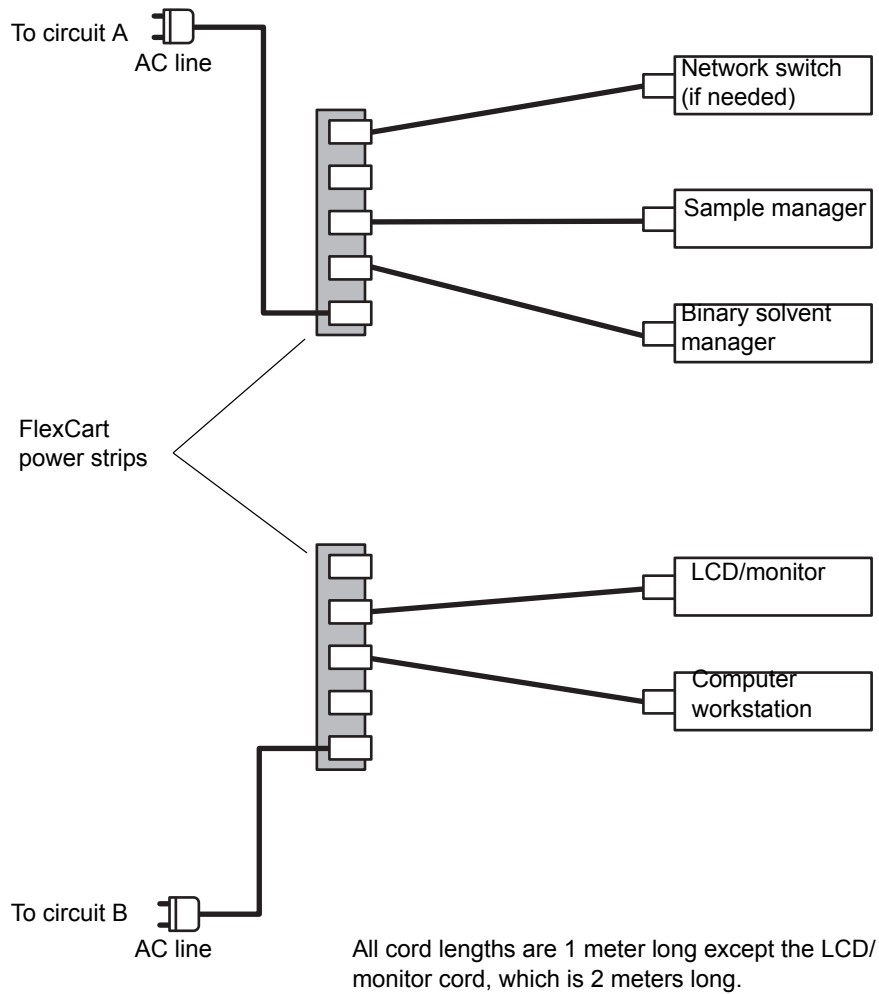 To circuit A
AC line
Network switch
(if needed)
Sample manager
Binary solvent
manager
FlexCart
power strips
LCD/monitor
Computer
workstation
To circuit B
AC line
All cord lengths are 1 meter long except the LCD/
monitor cord, which is 2 meters long.